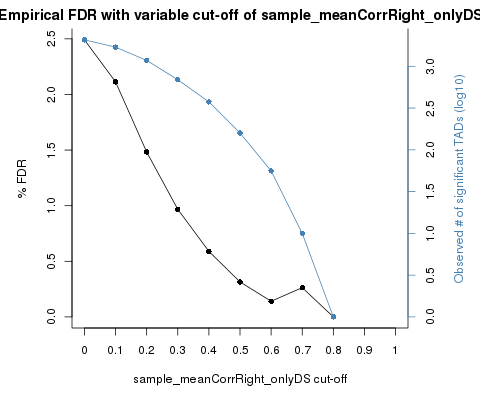 Empirical FDR with variable cut-off of sample_meanCorrRight_onlyDS
% FDR
0.0 0.5 1.0 1.5 2.0 2.5
0.0 0.5 1.0 1.5 2.0 2.5 3.0
Observed # of significant TADs (log10)
0 0.1 0.2 0.3 0.4 0.5 0.6 0.7 0.8 0.9 1
sample_meanCorrRight_onlyDS cut-off